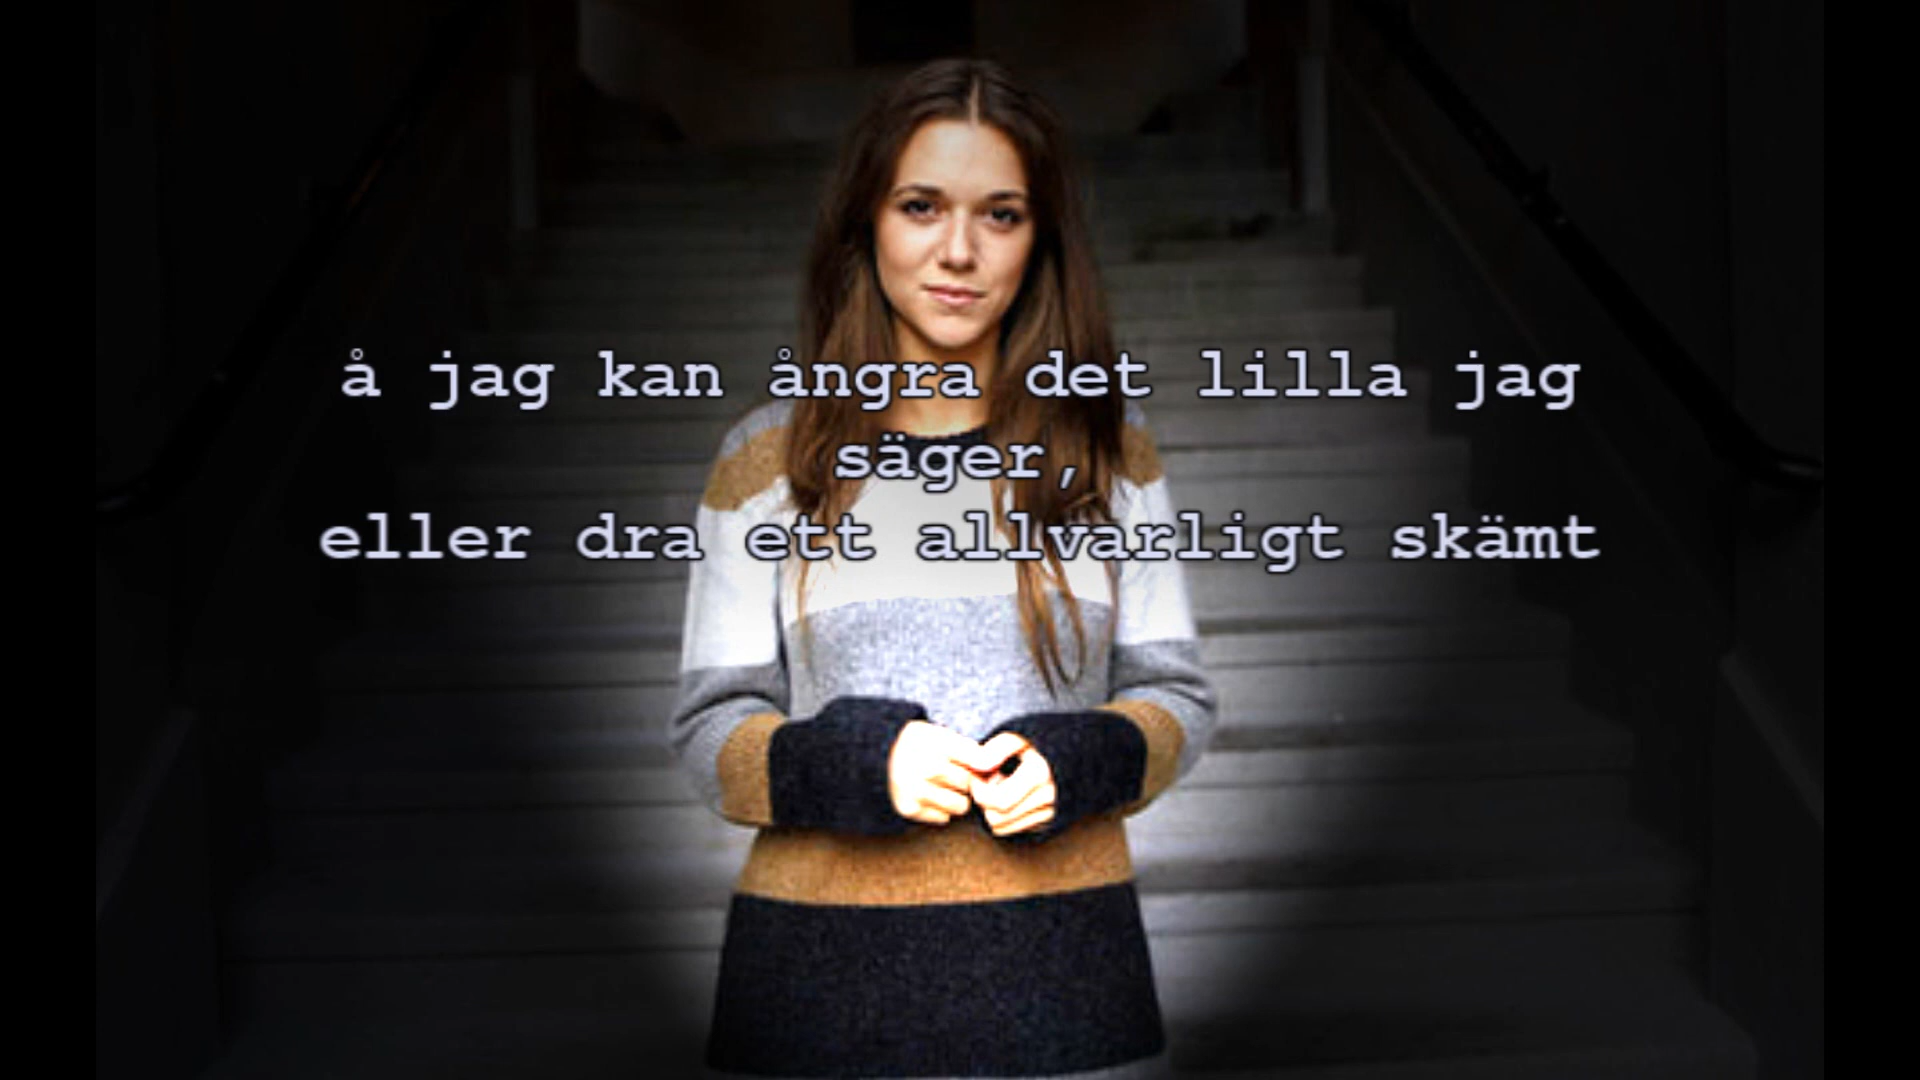 å jag kan ångra det lilla jag
säger,
eller dra ett allvarligt skämt